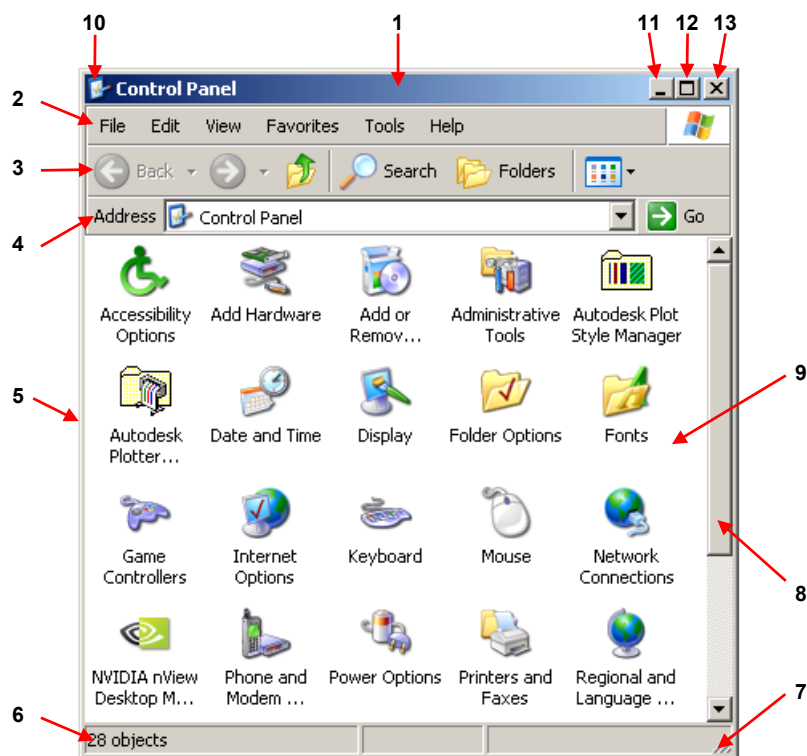 10 1 11 12 13
Control Panel
2
File Edit View Favorites Tools Help
3
Back Search Folders
Address Control Panel Go
4
Accessibility Options
Add Hardware
Add or Remov...
Administrative Tools
Autodesk Plot Style Manager
5
9
Autodesk Plotter...
Date and Time
Display
Folder Options
Fonts
Game Controllers
Internet Options
Keyboard
Mouse
Network Connections
8
NVIDIA nView Desktop M...
Phone and Modem ...
Power Options
Printers and Faxes
Regional and Language ...
6
7
28 objects